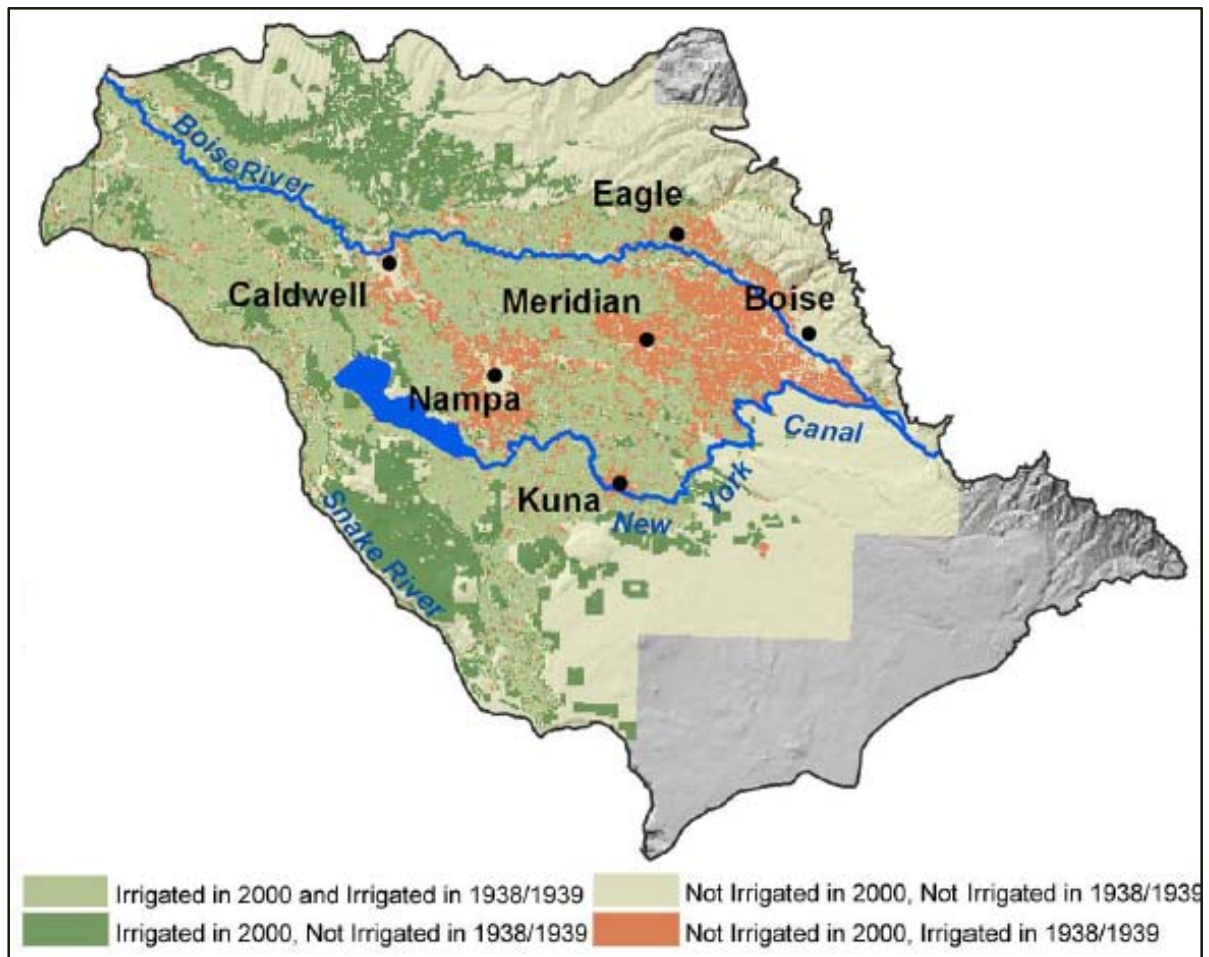 Boise River
Eagle
Caldwell
Meridian
Boise
Nampa
Canal
York
Kuna
New
Snake River
Irrigated in 2000 and Irrigated in 1938/1939
Not Irrigated in 2000, Not Irrigated in 1938/1939
Irrigated in 2000, Not Irrigated in 1938/1939
Not Irrigated in 2000, Irrigated in 1938/1939